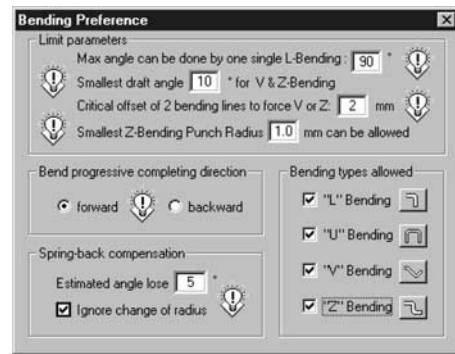 Bending Preference
Limit parameters
Max angle can be done by one single L-Bending : 90 °
Smallest draft angle 10 ° for V & Z-Bending
Critical offset of 2 bending lines to force V or Z: 2 mm
Smallest Z-Bending Punch Radius 1.0 mm can be allowed
Bend progressive completing direction
forward backward
Spring-back compensation
Estimated angle lose 5 °
Ignore change of radius
Bending types allowed
"L" Bending
"U" Bending
"V" Bending
"Z" Bending